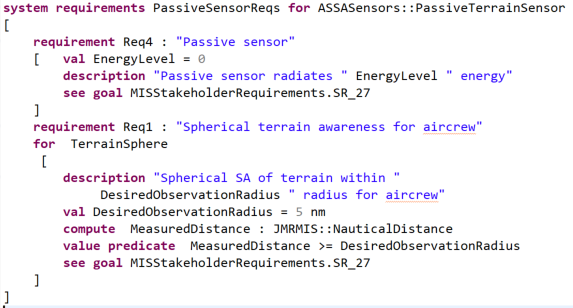 system requirements PassiveSensorReqs for ASSASensors::PassiveTerrainSensor
[
requirement Req4 : "Passive sensor"
[ val EnergyLevel = 0
description "Passive sensor radiates " EnergyLevel " energy"
see goal MISStakeholderRequirements.SR_27
]
requirement Req1 : "Spherical terrain awareness for aircrew"
for TerrainSphere
[
description "Spherical SA of terrain within "
DesiredObservationRadius " radius for aircrew"
val DesiredObservationRadius = 5 nm
compute MeasuredDistance : JMRMIS::NauticalDistance
value predicate MeasuredDistance >= DesiredObservationRadius
see goal MISStakeholderRequirements.SR_27
]
]